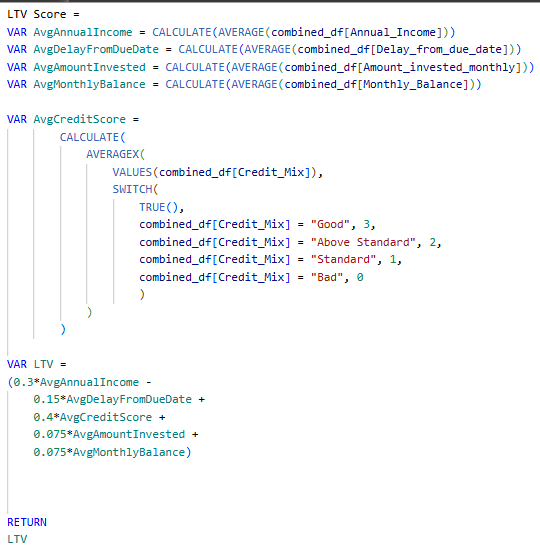 LTV Score =
VAR AvgAnnualIncome = CALCULATE(AVERAGE(combined_df[Annual_Income]))
VAR AvgDelayFromDueDate = CALCULATE(AVERAGE(combined_df[Delay_from_due_date]))
VAR AvgAmountInvested = CALCULATE(AVERAGE(combined_df[Amount_invested_monthly]))
VAR AvgMonthlyBalance = CALCULATE(AVERAGE(combined_df[Monthly_Balance]))
VAR AvgCreditScore =
CALCULATE(
AVERAGEX(
VALUES(combined_df[Credit_Mix]),
SWITCH(
TRUE(),
combined_df[Credit_Mix] = "Good", 3,
combined_df[Credit_Mix] = "Above Standard", 2,
combined_df[Credit_Mix] = "Standard", 1,
combined_df[Credit_Mix] = "Bad", 0
)
)
)
VAR LTV =
(0.3*AvgAnnualIncome -
0.15*AvgDelayFromDueDate +
0.4*AvgCreditScore +
0.075*AvgAmountInvested +
0.075*AvgMonthlyBalance)
RETURN
LTV